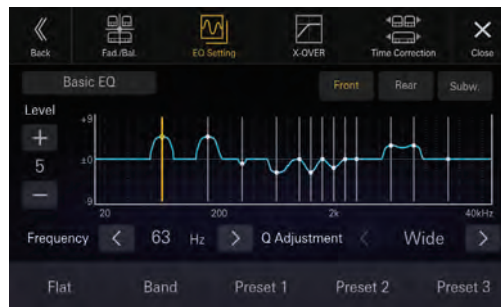 Back
Fad./Bal.
EQ Setting
X-OVER
Time Correction
Close
Basic EQ
Front
Rear
Subw.
Level
+9
+
±0
5
-9
20
200
2k
40kHz
Frequency
63 Hz
Q Adjustment
Wide
Flat
Band
Preset 1
Preset 2
Preset 3